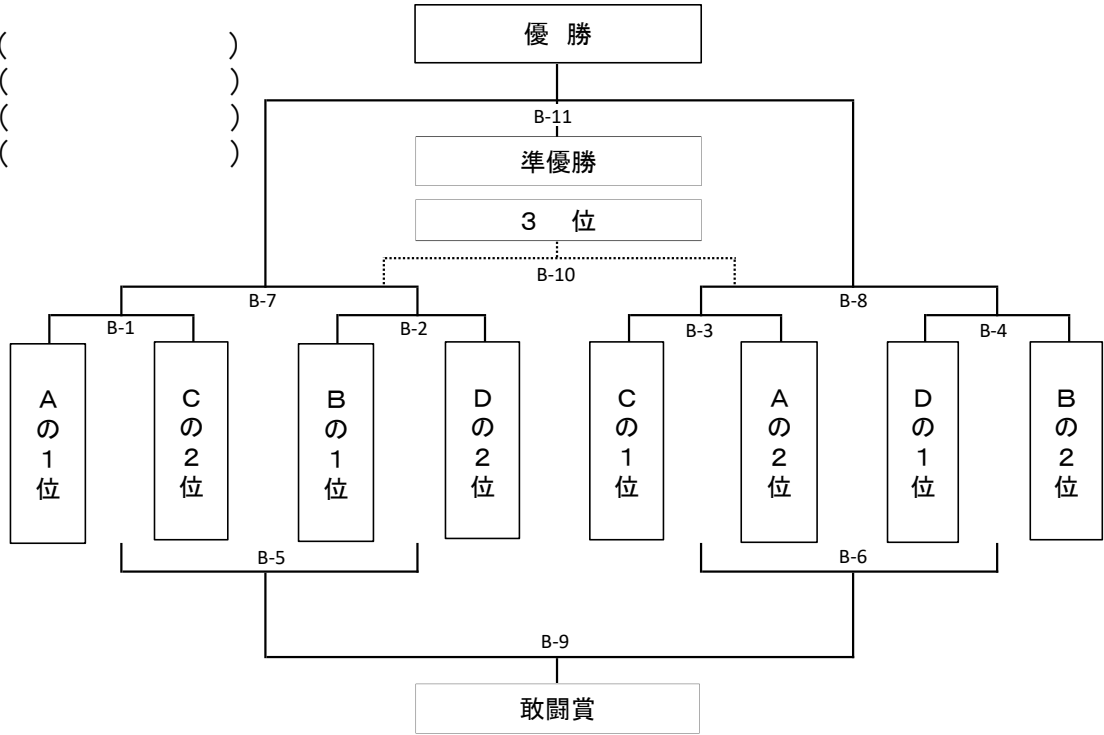 (                    )
(                    )
(                    )
(                    )
優 勝
B-11
準優勝
３ 位
B-10
B-7
B-8
B-1
B-2
B-3
B-4
Aの1位
Cの2位
Bの1位
Dの2位
Cの1位
Aの2位
Dの1位
Bの2位
B-5
B-6
B-9
敢闘賞